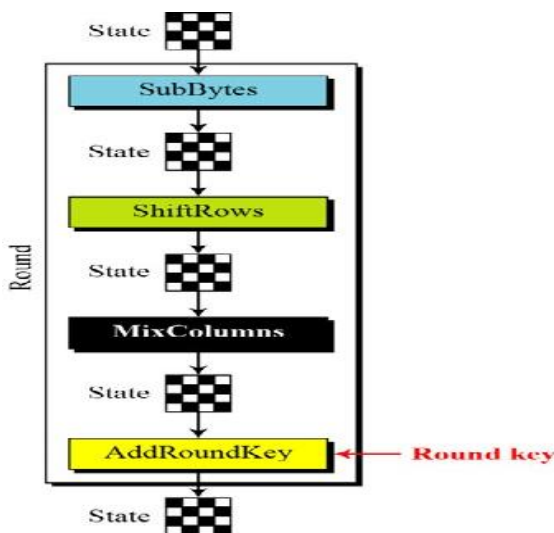 State
SubBytes
State
ShiftRows
State
Round
MixColumns
State
AddRoundKey
Round key
State